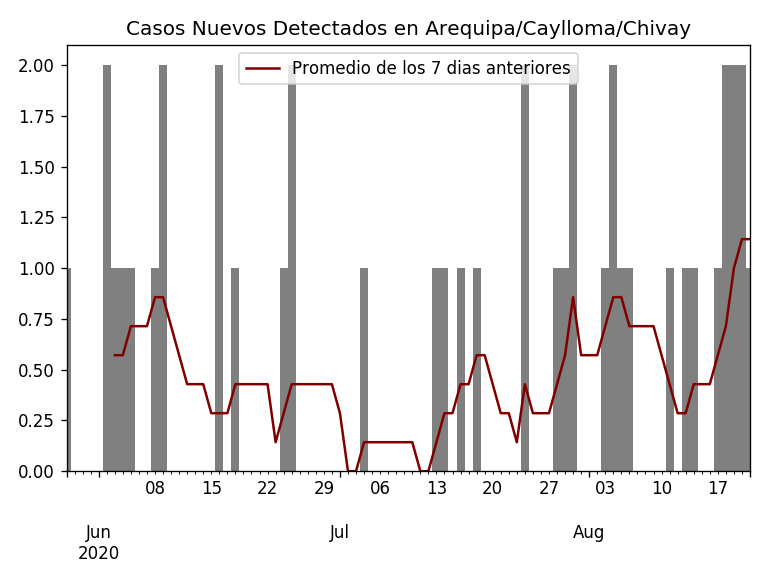 Casos Nuevos Detectados en Arequipa/Caylloma/Chivay
Promedio de los 7 dias anteriores
2.00
1.75
1.50
1.25
1.00
0.75
0.50
0.25
0.00
08 15 22 29 06 13 20 27 03 10 17
Jun Jul Aug
2020